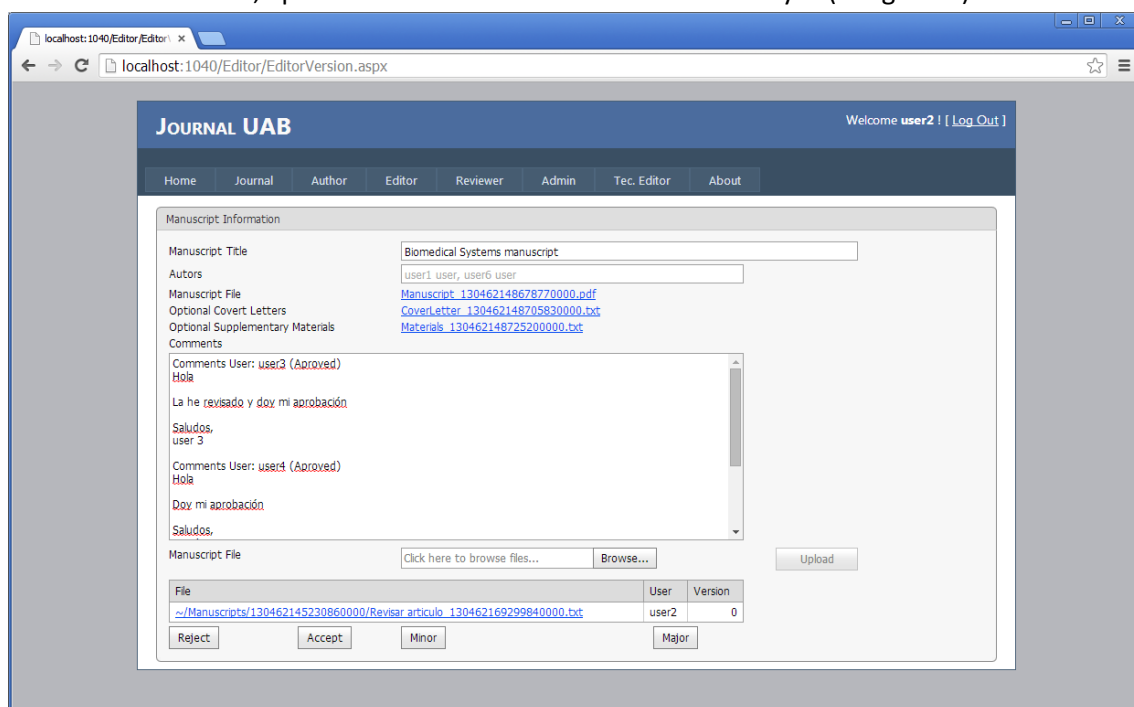 localhost:1040/Editor/Editor\
localhost:1040/Editor/EditorVersion.aspx
JOURNAL UAB
Welcome user2 ! [ Log Out ]
Home Journal Author Editor Reviewer Admin Tec. Editor About
Manuscript Information
Manuscript Title Biomedical Systems manuscript
Autors user1 user, user6 user
Manuscript File Manuscript_130462148678770000.pdf
Optional Covert Letters CoverLetter_130462148705830000.txt
Optional Supplementary Materials Materials_130462148725200000.txt
Comments
Comments User: user3 (Aproved)
Hola
La he revisado y doy mi aprobación
Saludos,
user 3
Comments User: user4 (Aproved)
Hola
Doy mi aprobación
Saludos,
Manuscript File Click here to browse files... Browse... Upload
File User Version
~/Manuscripts/130462145230860000/Revisar articulo_130462169299840000.txt user2 0
Reject Accept Minor Major